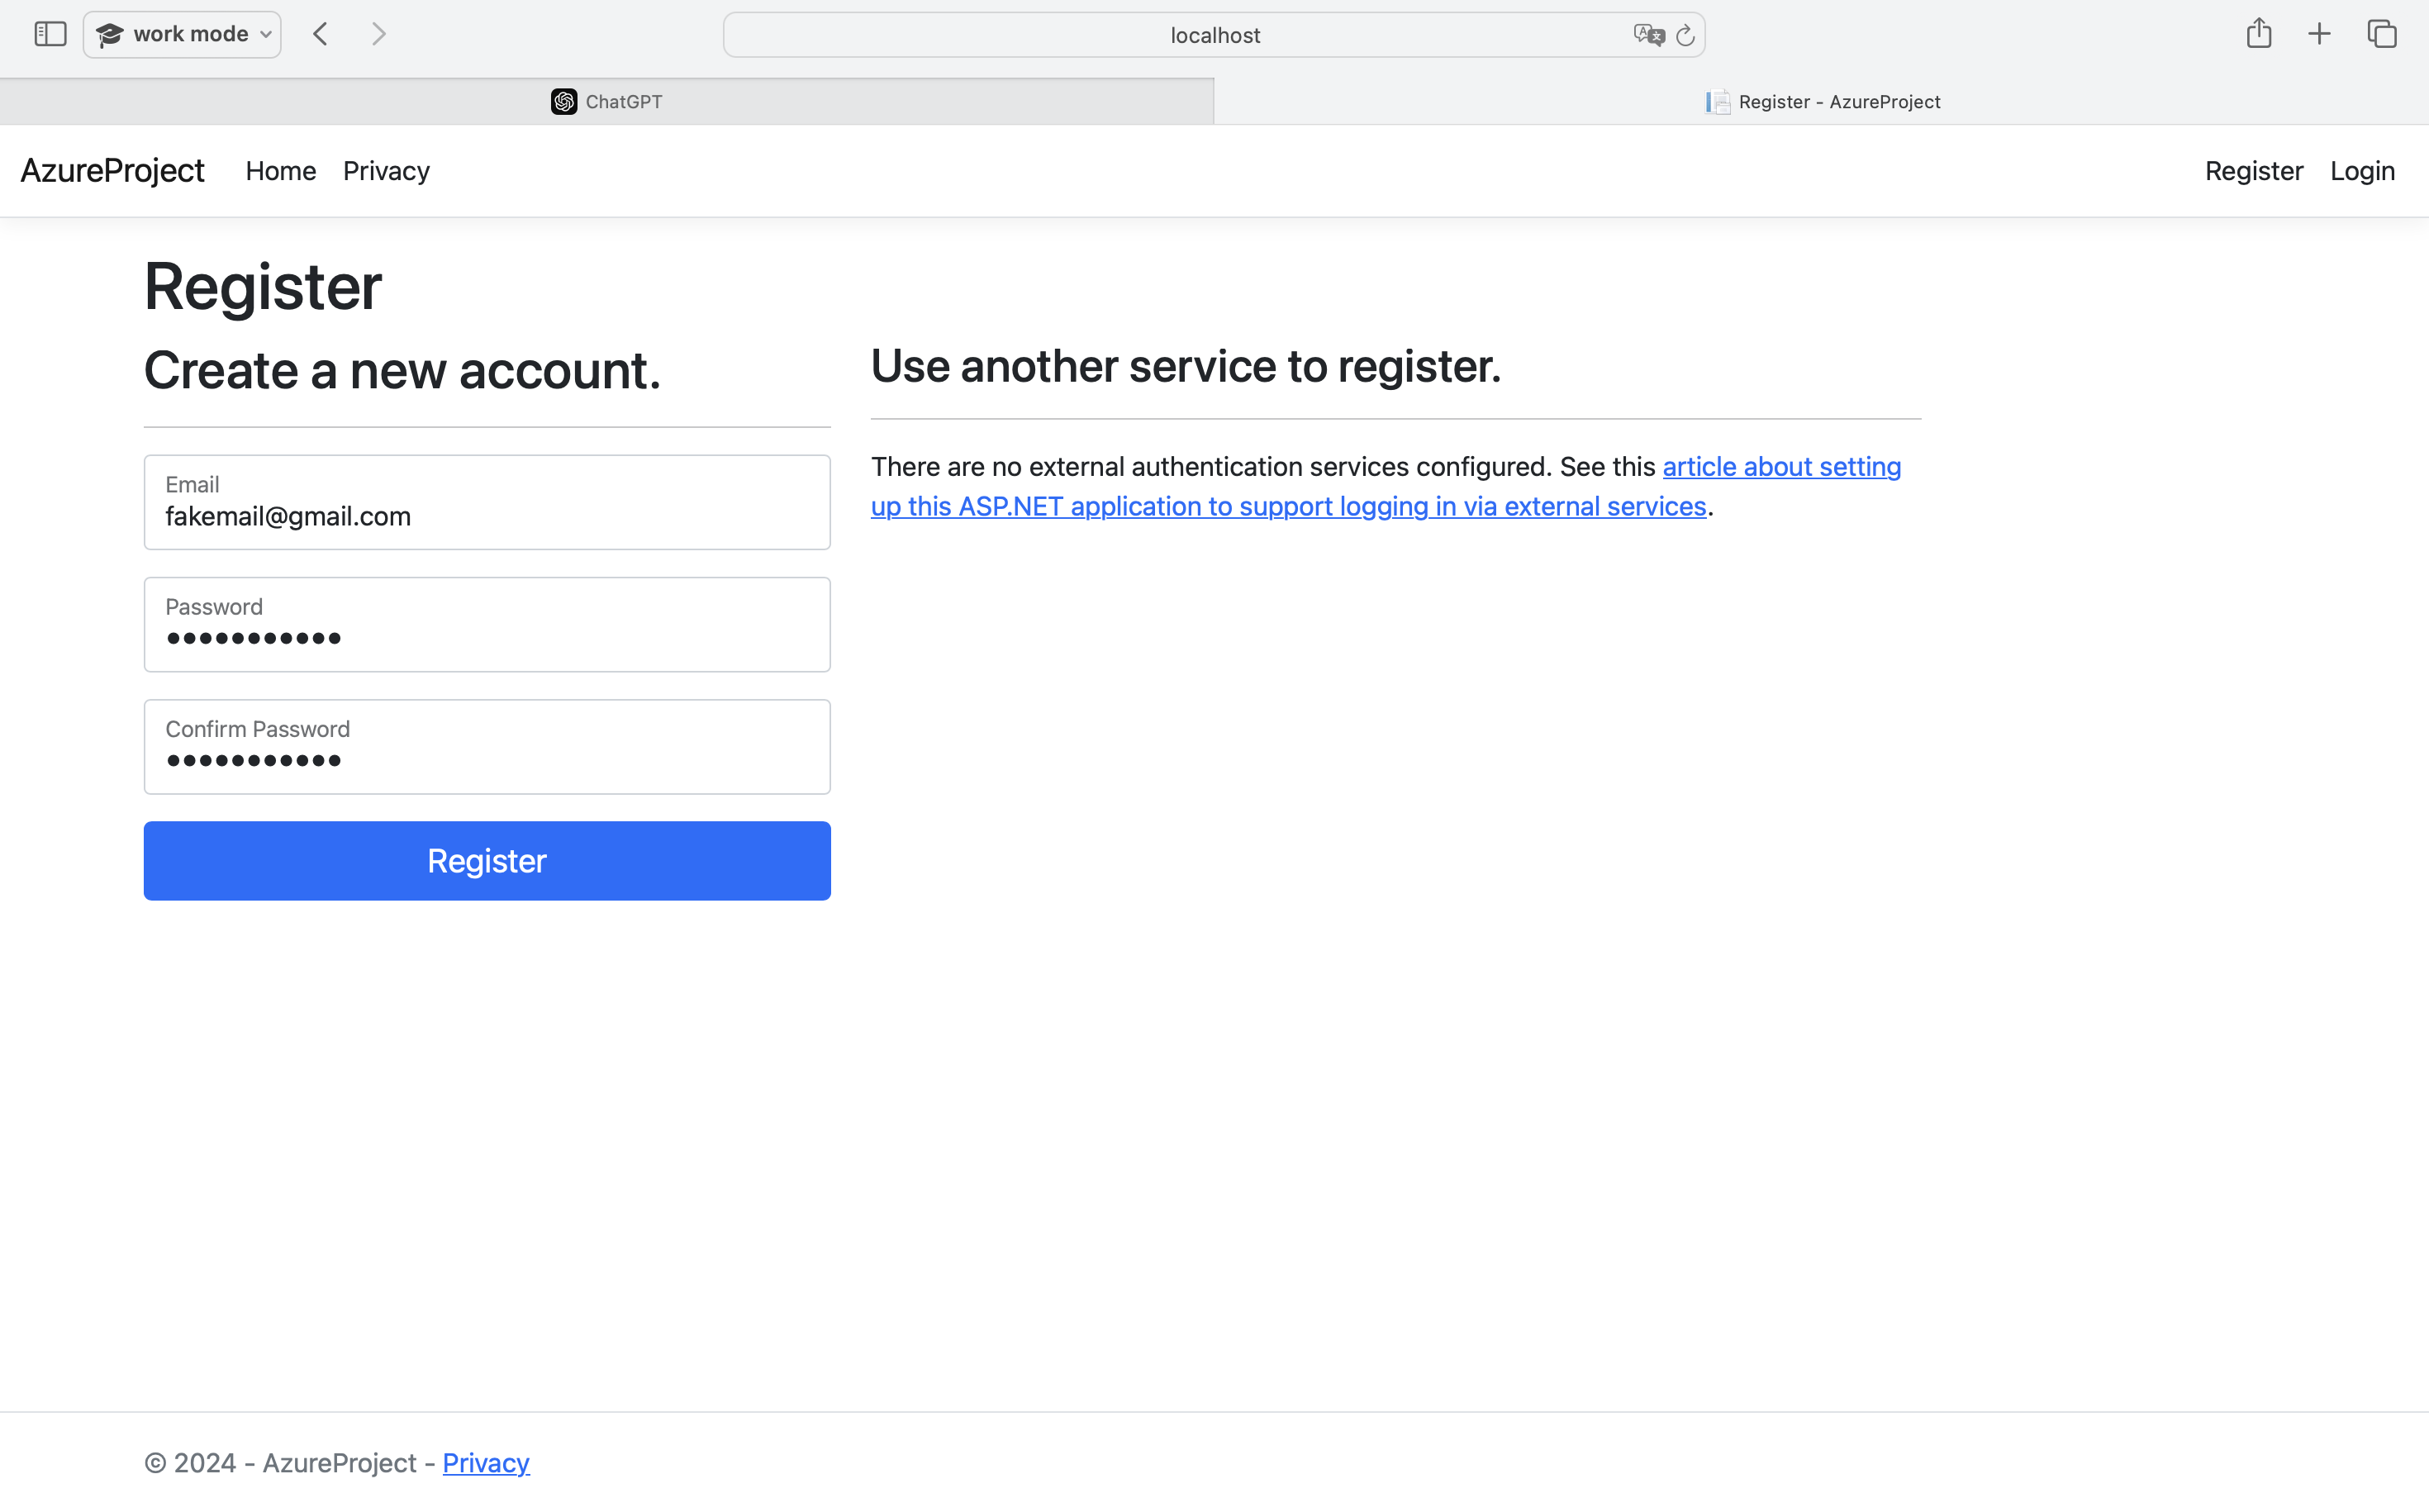 work mode
localhost
ChatGPT
Register - AzureProject
AzureProject Home Privacy Register Login
Register
Create a new account.
Email
fakemail@gmail.com
Password
•••••••••••
Confirm Password
•••••••••••
Register
Use another service to register.
There are no external authentication services configured. See this article about setting
up this ASP.NET application to support logging in via external services.
© 2024 - AzureProject - Privacy